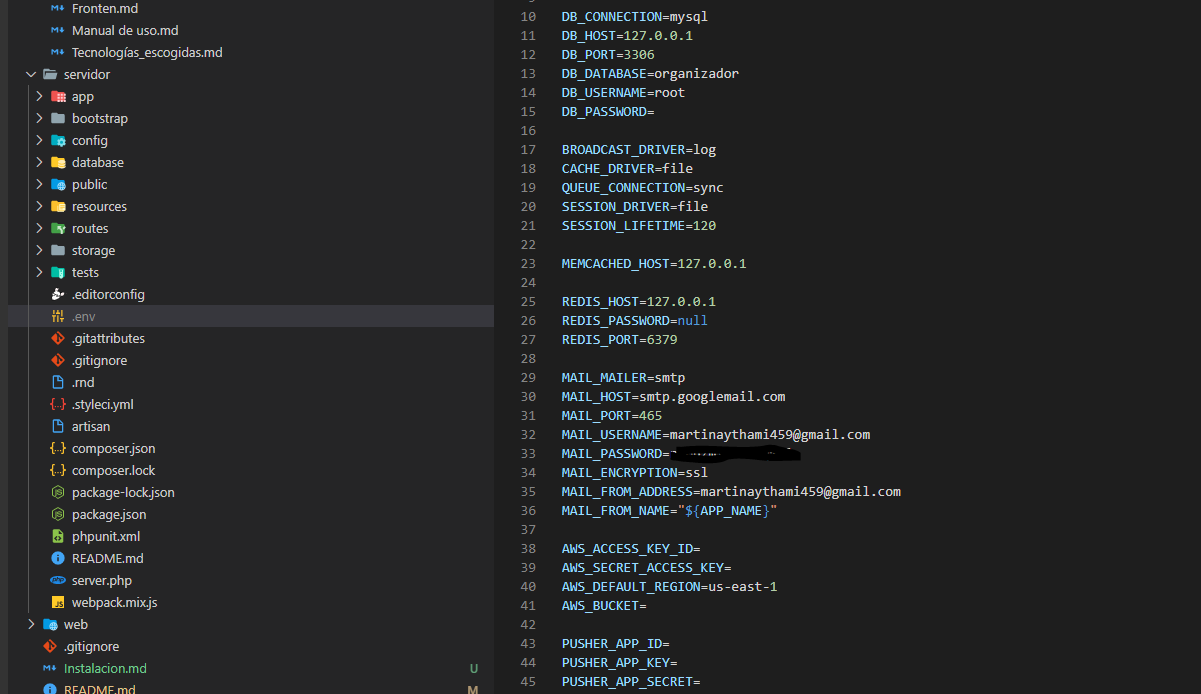 Fronten.md
Manual de uso.md
Tecnologías_escogidas.md
servidor
app
bootstrap
config
database
public
resources
routes
storage
tests
.editorconfig
.env
.gitattributes
.gitignore
.rnd
.styleci.yml
artisan
composer.json
composer.lock
package-lock.json
package.json
phpunit.xml
README.md
server.php
webpack.mix.js
web
.gitignore
Instalacion.md U
README.md M
10 DB_CONNECTION=mysql
11 DB_HOST=127.0.0.1
12 DB_PORT=3306
13 DB_DATABASE=organizador
14 DB_USERNAME=root
15 DB_PASSWORD=
16
17 BROADCAST_DRIVER=log
18 CACHE_DRIVER=file
19 QUEUE_CONNECTION=sync
20 SESSION_DRIVER=file
21 SESSION_LIFETIME=120
22
23 MEMCACHED_HOST=127.0.0.1
24
25 REDIS_HOST=127.0.0.1
26 REDIS_PASSWORD=null
27 REDIS_PORT=6379
28
29 MAIL_MAILER=smtp
30 MAIL_HOST=smtp.googlemail.com
31 MAIL_PORT=465
32 MAIL_USERNAME=martinaythami459@gmail.com
33 MAIL_PASSWORD=
34 MAIL_ENCRYPTION=ssl
35 MAIL_FROM_ADDRESS=martinaythami459@gmail.com
36 MAIL_FROM_NAME="${APP_NAME}"
37
38 AWS_ACCESS_KEY_ID=
39 AWS_SECRET_ACCESS_KEY=
40 AWS_DEFAULT_REGION=us-east-1
41 AWS_BUCKET=
42
43 PUSHER_APP_ID=
44 PUSHER_APP_KEY=
45 PUSHER_APP_SECRET=